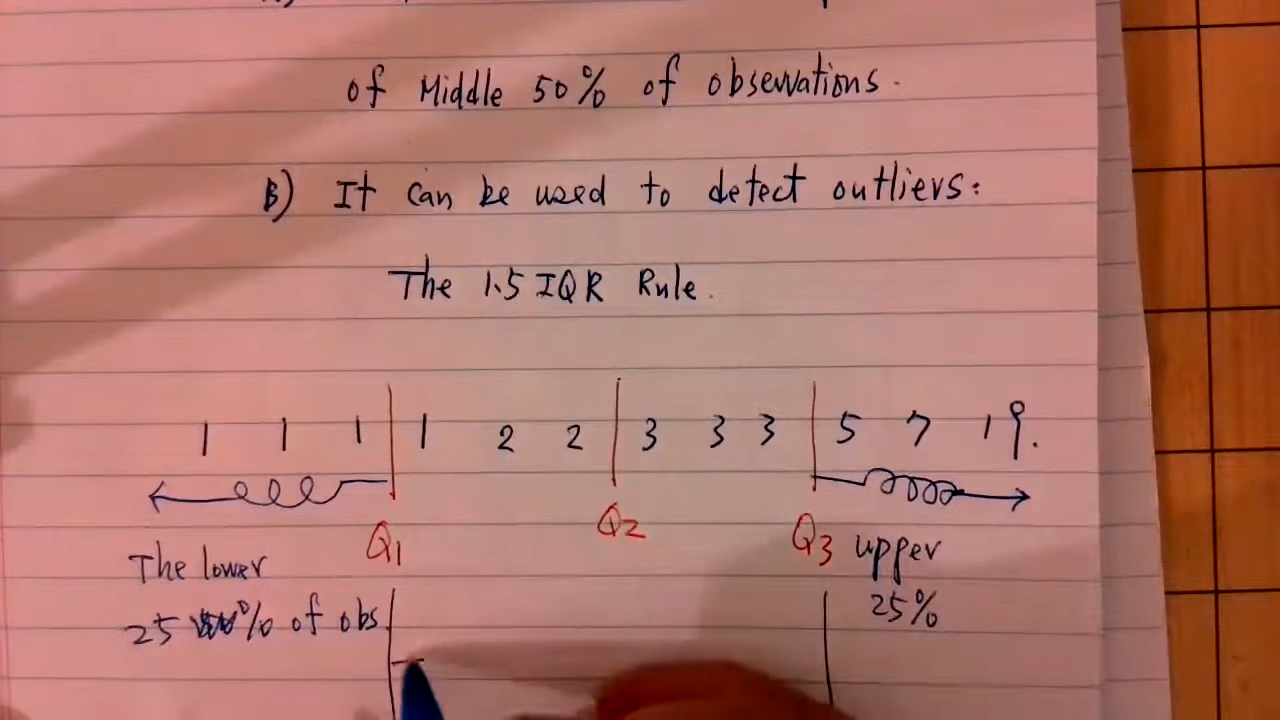 of Middle 50% of observations.
B) It can be used to detect outliers:
The 1.5 IQR Rule.
1 1 1 1 2 2 3 3 3 5 7 19.
Q1 Q2 Q3
The lower upper
25 % of obs. 25%